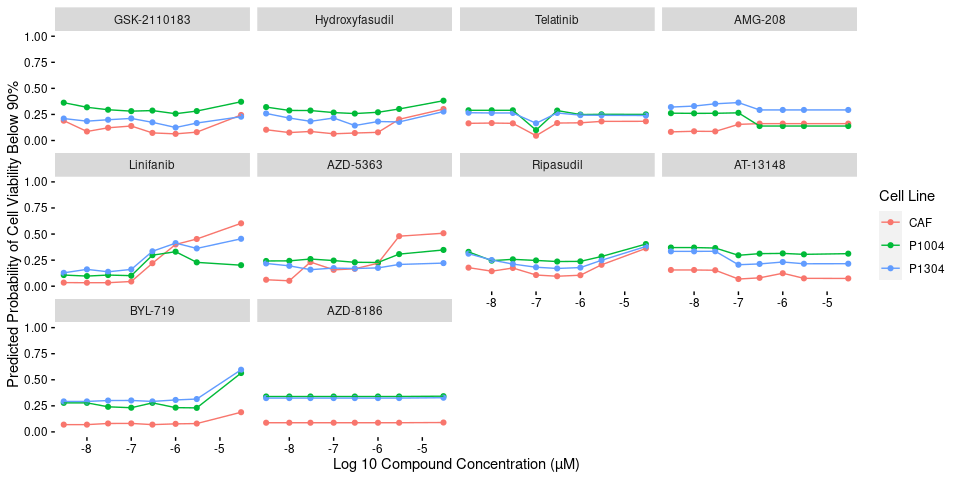 GSK-2110183 Hydroxyfasudil Telatinib AMG-208
1.00
0.75
0.50
0.25
0.00
Linifanib AZD-5363 Ripasudil AT-13148
1.00
0.75
0.50
0.25
0.00
-8 -7 -6 -5 -8 -7 -6 -5
BYL-719 AZD-8186
1.00
0.75
0.50
0.25
0.00
-8 -7 -6 -5 -8 -7 -6 -5
Log 10 Compound Concentration (µM)
Predicted Probability of Cell Viability Below 90%
Cell Line
CAF
P1004
P1304